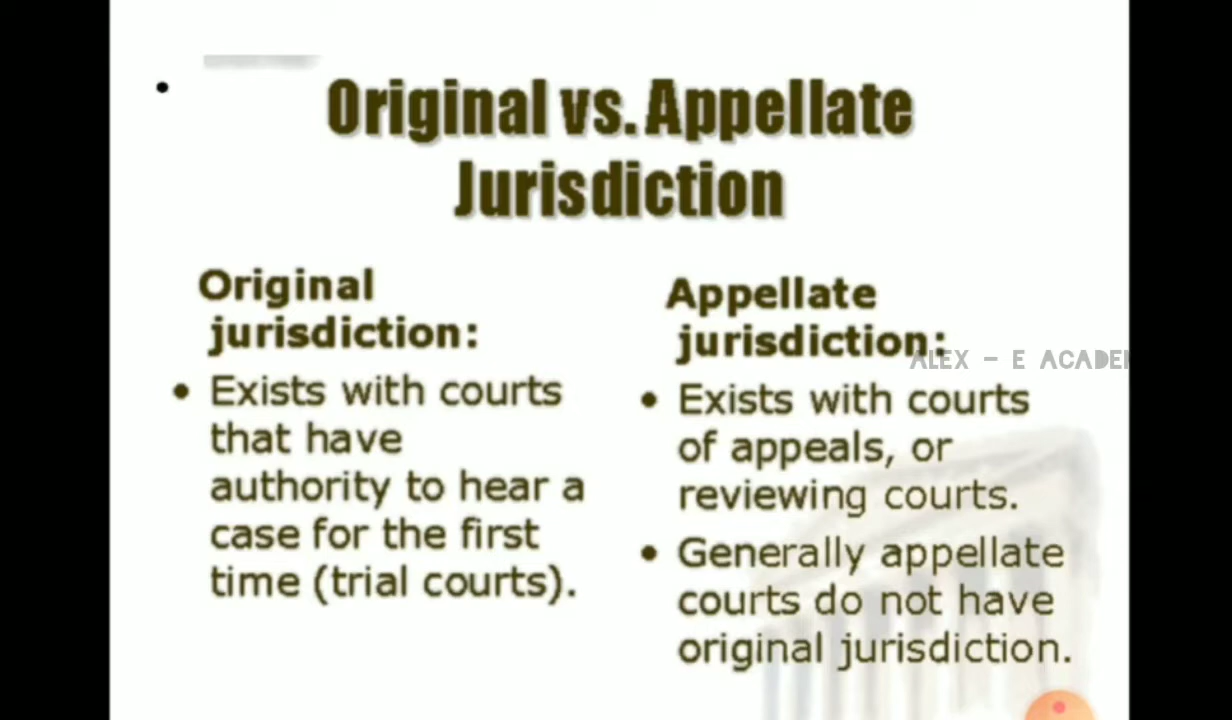 Original vs. Appellate
Jurisdiction
Original
jurisdiction:
• Exists with courts
that have
authority to hear a
case for the first
time (trial courts).
Appellate
jurisdiction:
ALEX - E ACADE
• Exists with courts
of appeals, or
reviewing courts.
• Generally appellate
courts do not have
original jurisdiction.